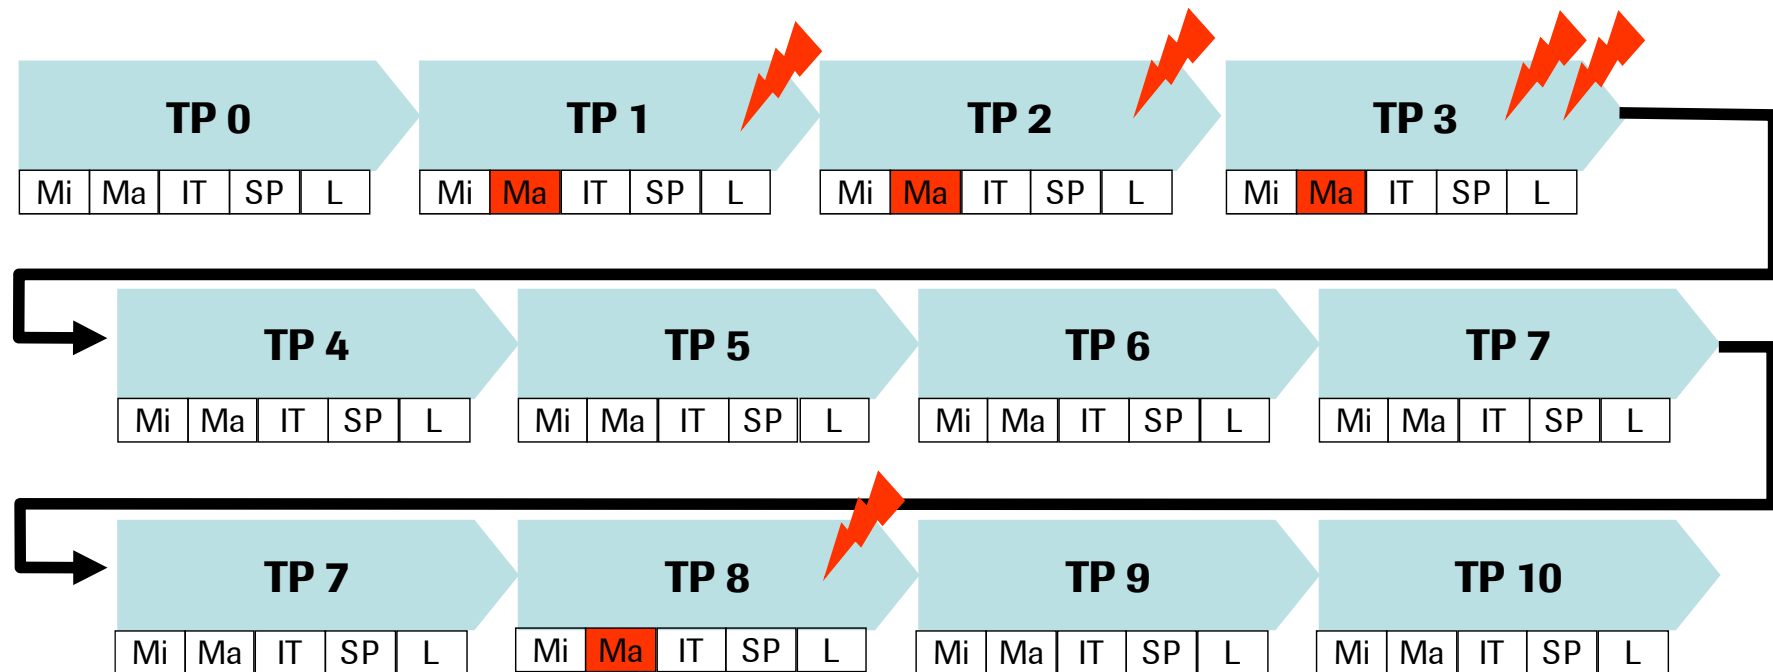 TP 0 TP 1 TP 2 TP 3
Mi Ma IT SP L Mi Ma IT SP L Mi Ma IT SP L Mi Ma IT SP L
TP 4 TP 5 TP 6 TP 7
Mi Ma IT SP L Mi Ma IT SP L Mi Ma IT SP L Mi Ma IT SP L
TP 7 TP 8 TP 9 TP 10
Mi Ma IT SP L Mi Ma IT SP L Mi Ma IT SP L Mi Ma IT SP L